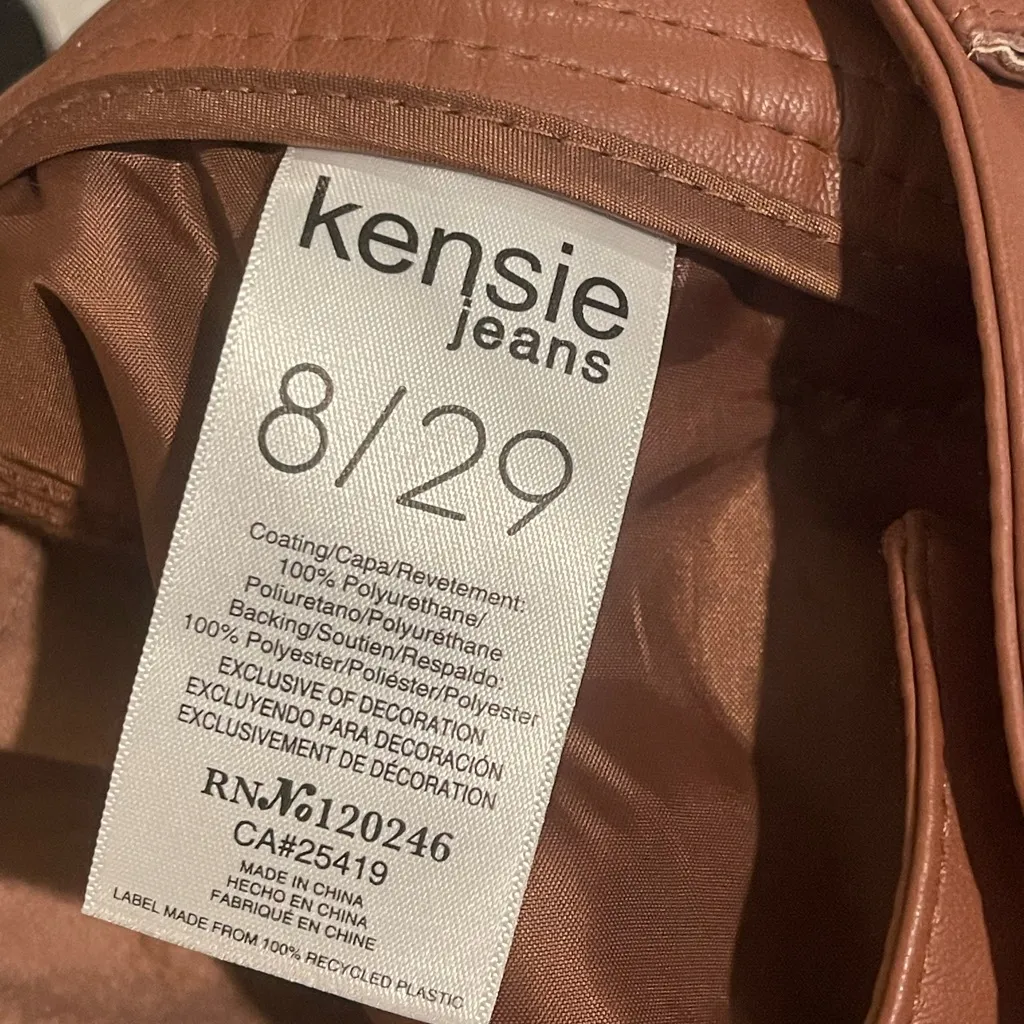 kensie
jeans
8/29
Coating/Capa/Revetement:
100% Polyurethane/
Poliuretano/Polyuréthane
Backing/Soutien/Respaldo:
100% Polyester/Poliéster/Polyester
EXCLUSIVE OF DECORATION
EXCLUYENDO PARA DECORACIÓN
EXCLUSIVEMENT DE DÉCORATION
RN No 120246
CA#25419
MADE IN CHINA
HECHO EN CHINA
FABRIQUÉ EN CHINE
LABEL MADE FROM 100% RECYCLED PLASTIC